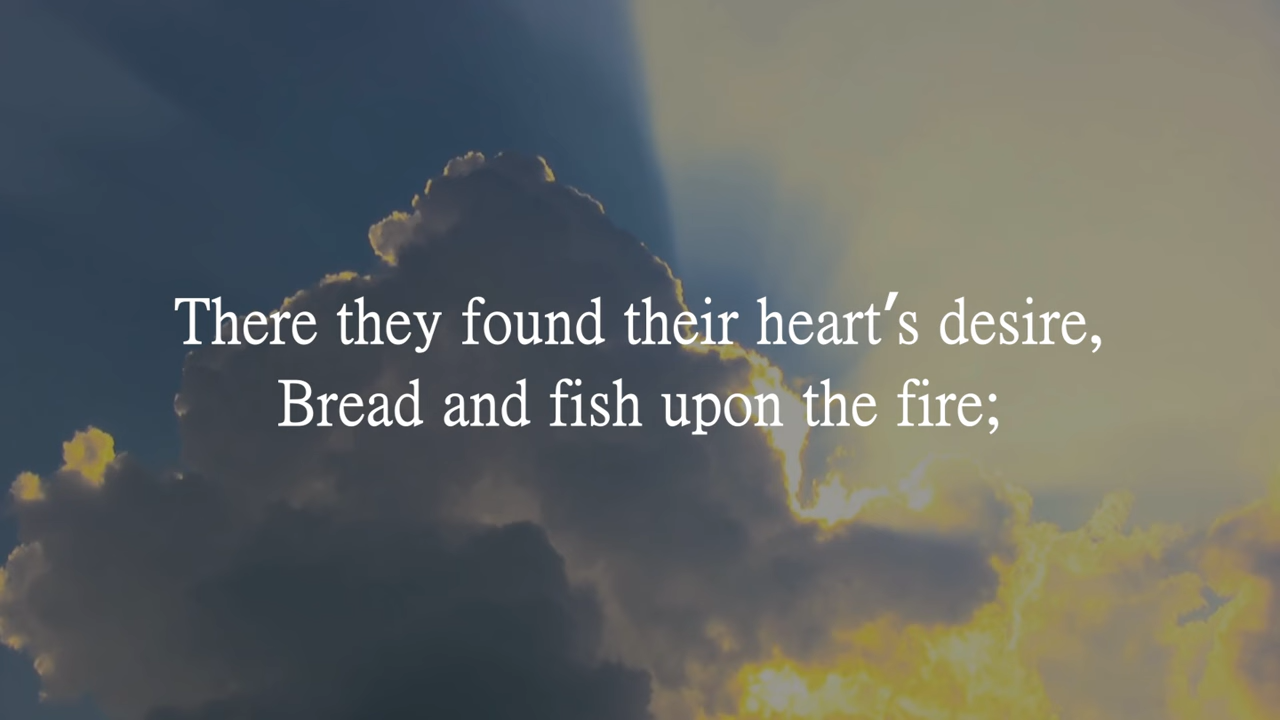 There they found their heart's desire,
Bread and fish upon the fire;